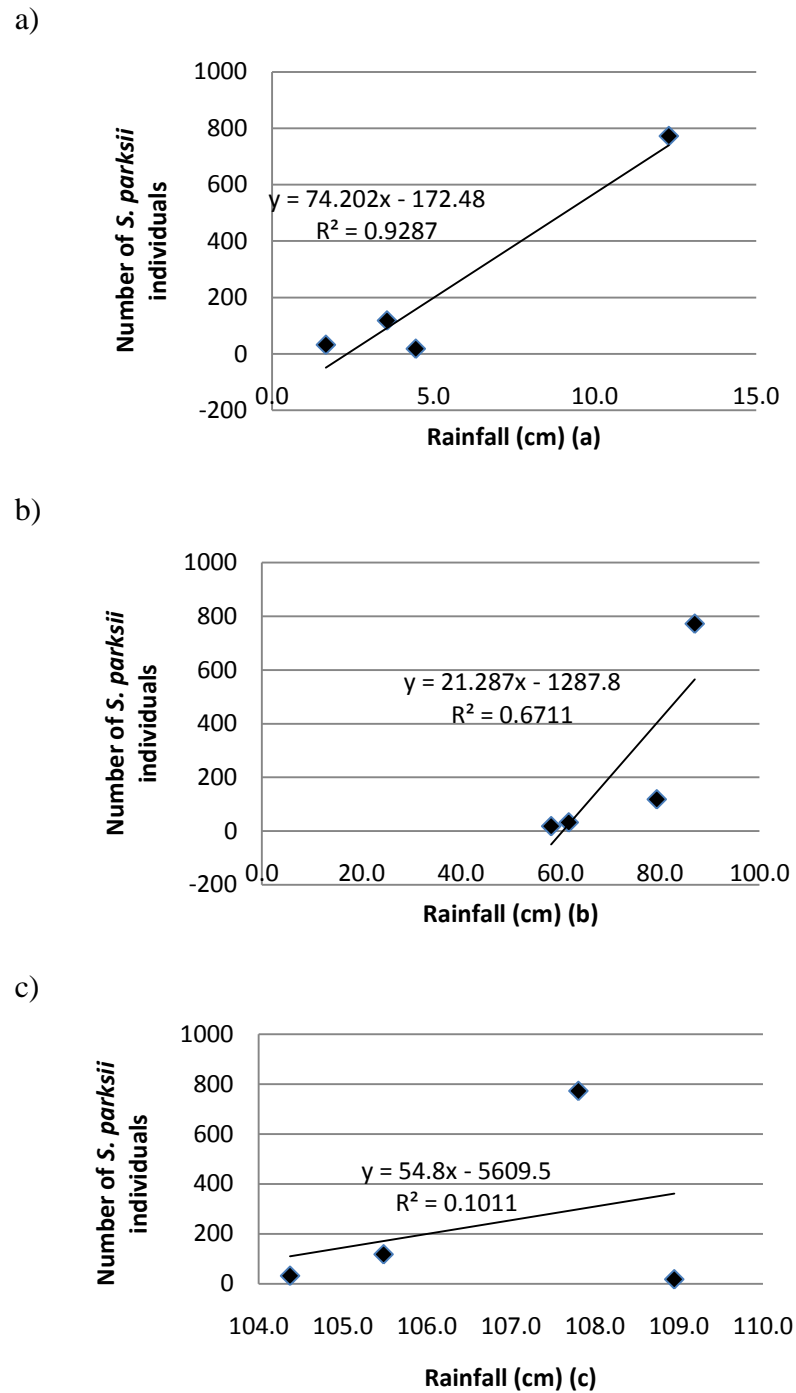 a)
1000
800
600
400
200
0
-200
Number of S. parksii
individuals
y = 74.202x - 172.48
R² = 0.9287
0.0 5.0 10.0 15.0
Rainfall (cm) (a)
b)
1000
800
600
400
200
0
-200
Number of S. parksii
individuals
y = 21.287x - 1287.8
R² = 0.6711
0.0 20.0 40.0 60.0 80.0 100.0
Rainfall (cm) (b)
c)
1000
800
600
400
200
0
Number of S. parksii
individuals
y = 54.8x - 5609.5
R² = 0.1011
104.0 105.0 106.0 107.0 108.0 109.0 110.0
Rainfall (cm) (c)